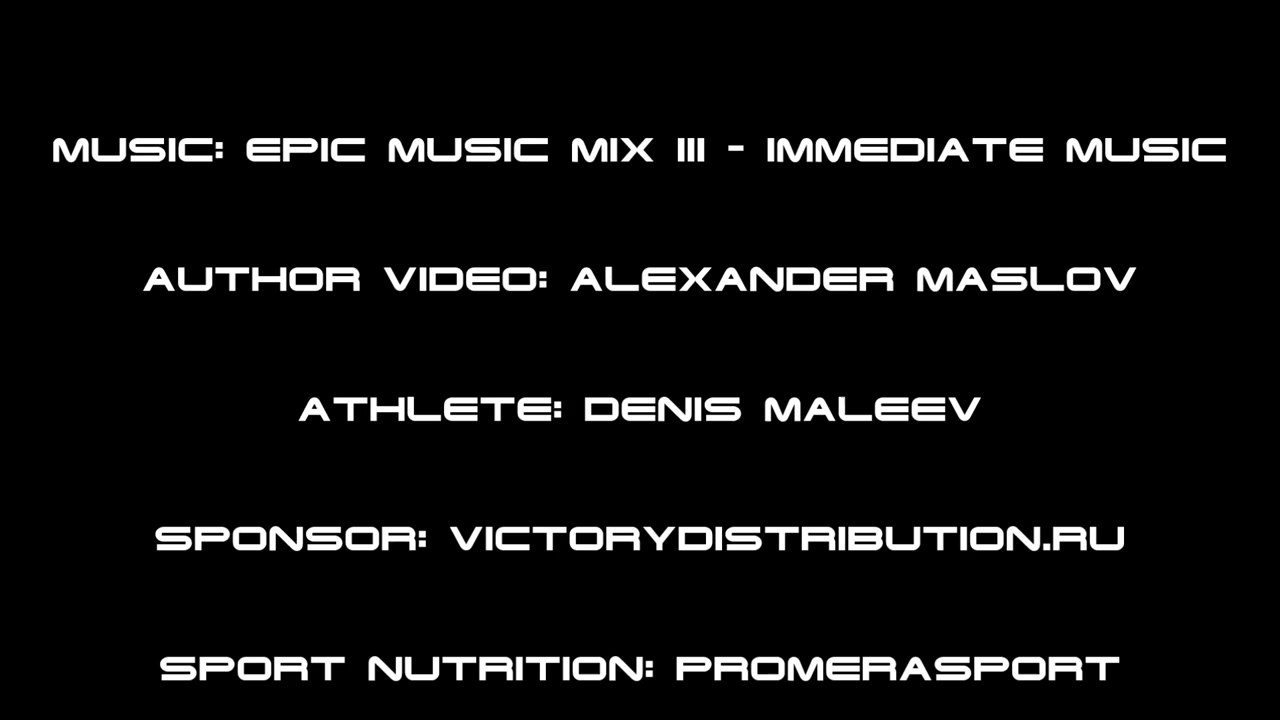 MUSIC: EPIC MUSIC MIX III - IMMEDIATE MUSIC
AUTHOR VIDEO: ALEXANDER MASLOV
ATHLETE: DENIS MALEEV
SPONSOR: VICTORYDISTRIBUTION.RU
SPORT NUTRITION: PROMERASPORT